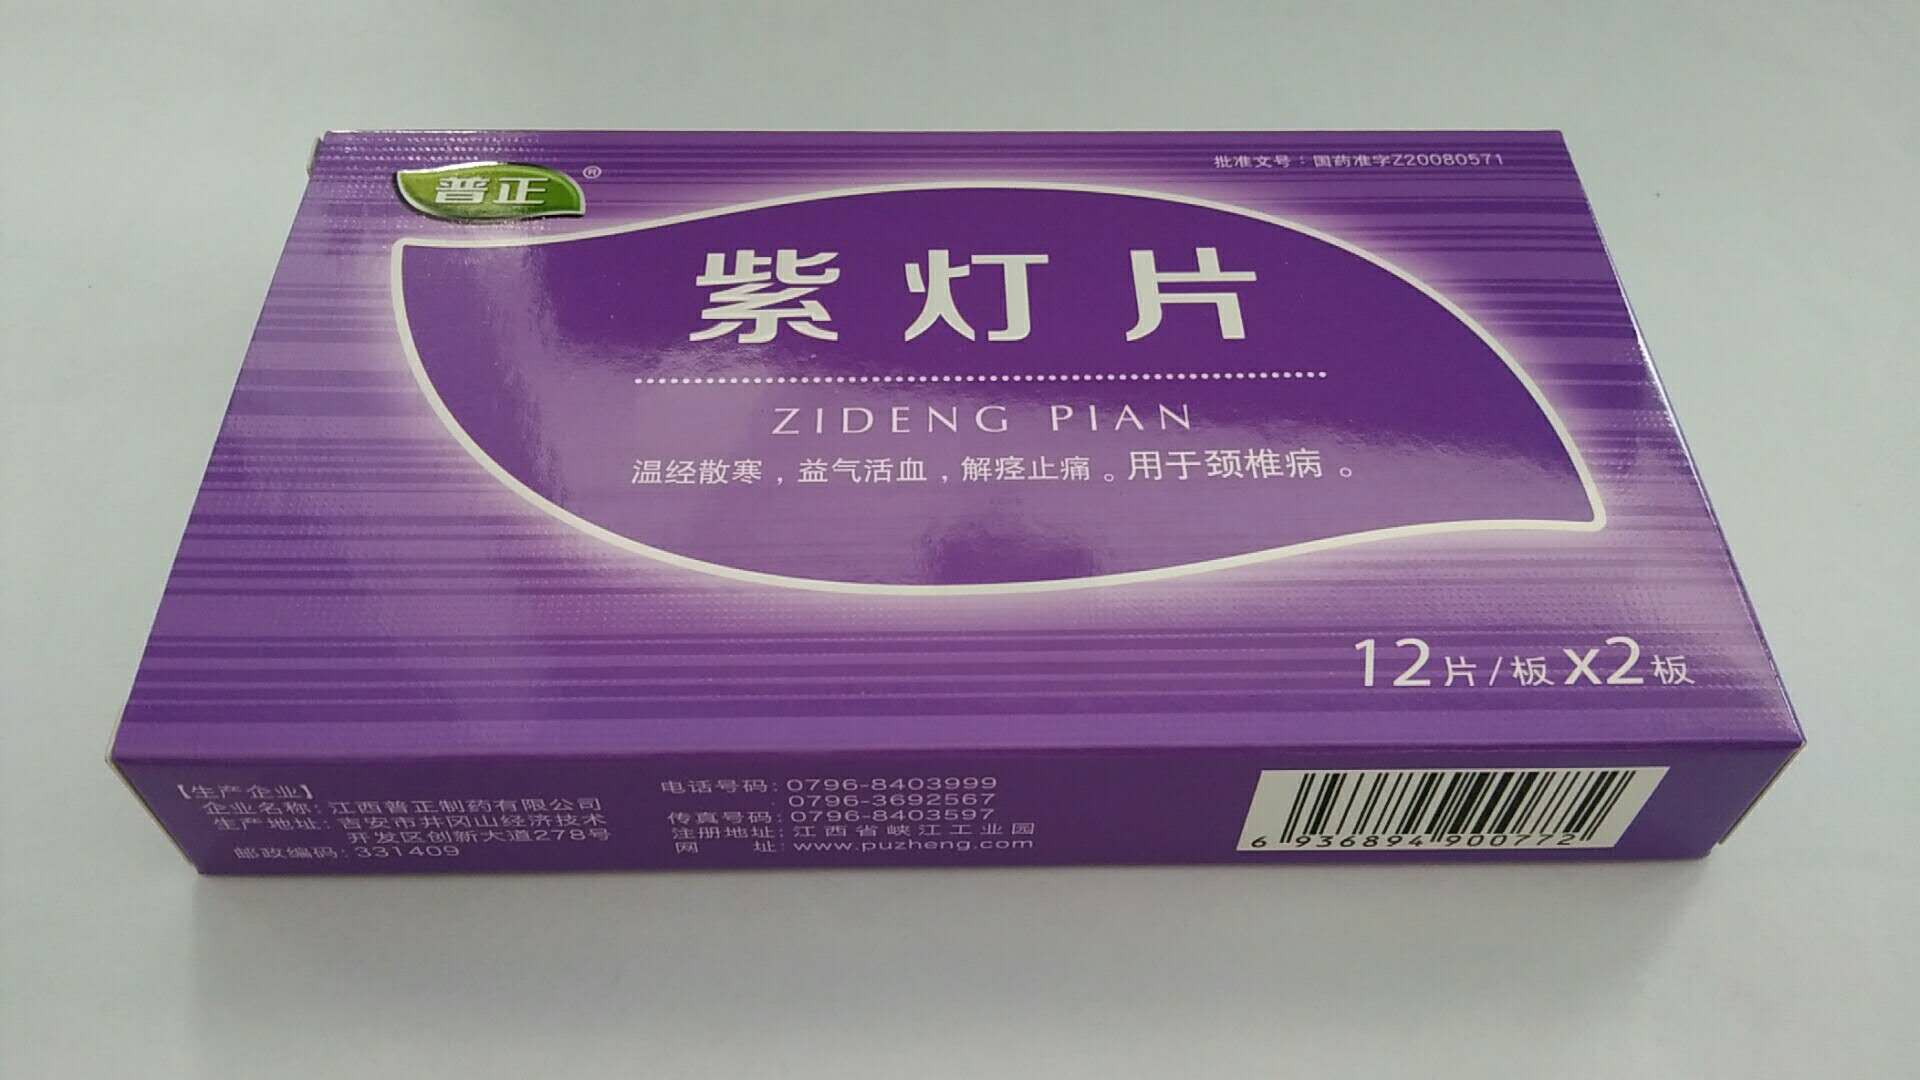 普正®
批准文号：国药准字Z20080571
紫灯片
ZIDENG PIAN
温经散寒，益气活血，解痉止痛。用于颈椎病。
12片/板x2板
【生产企业】
企业名称：江西普正制药有限公司
生产地址：吉安市井冈山经济技术
开发区创新大道278号
邮政编码：331409
电话号码：0796-8403999
0796-3692567
传真号码：0796-8403597
注册地址：江西省峡江工业园
网 址：www.puzheng.com
6 936894 900772